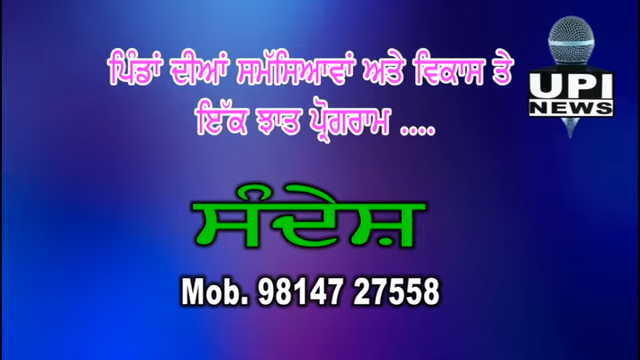 ਪਿੰਡਾਂ ਦੀਆਂ ਸਮੱਸਿਆਵਾਂ ਅਤੇ ਵਿਕਾਸ ਤੇ
ਇੱਕ ਝਾਤ ਪ੍ਰੋਗਰਾਮ ....
UPI
NEWS
ਸੰਦੇਸ਼
Mob. 98147 27558